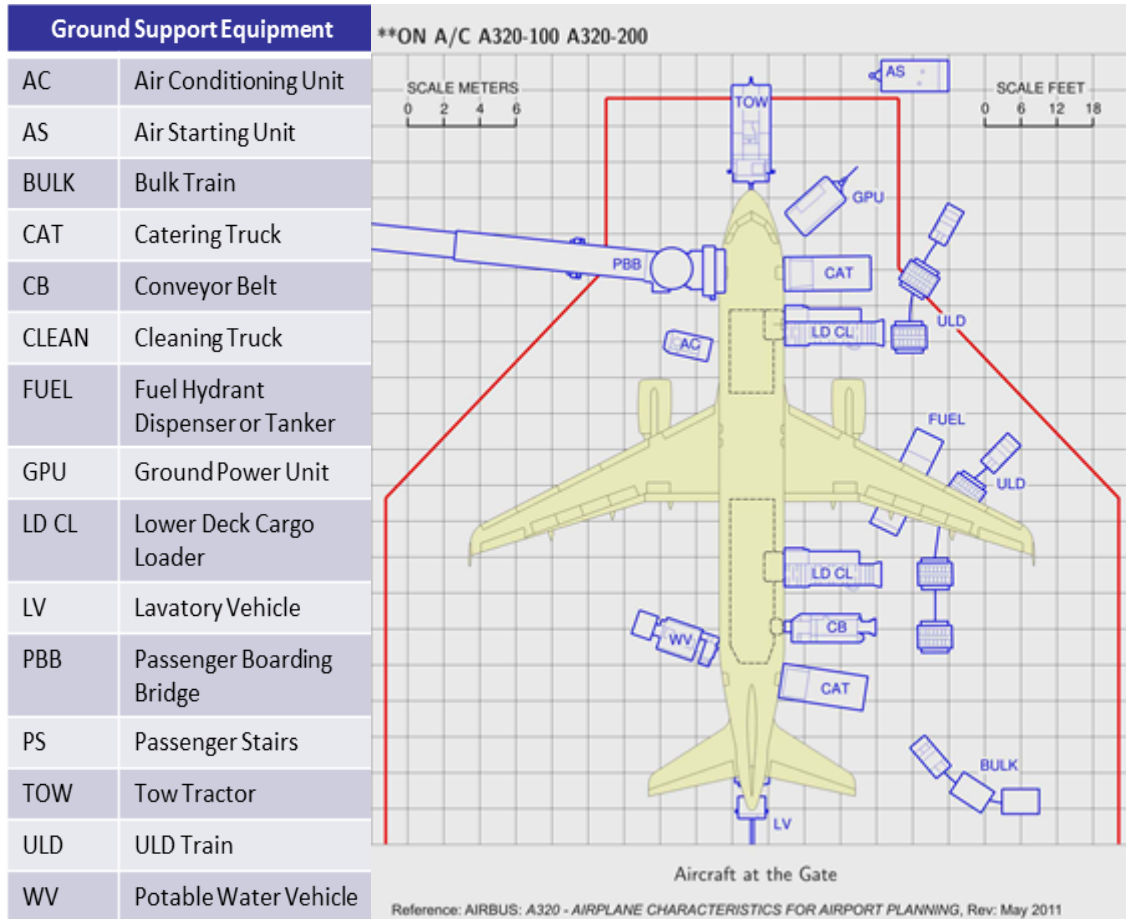 Ground Support Equipment
AC Air Conditioning Unit
AS Air Starting Unit
BULK Bulk Train
CAT Catering Truck
CB Conveyor Belt
CLEAN Cleaning Truck
FUEL Fuel Hydrant
Dispenser or Tanker
GPU Ground Power Unit
LD CL Lower Deck Cargo
Loader
LV Lavatory Vehicle
PBB Passenger Boarding
Bridge
PS Passenger Stairs
TOW Tow Tractor
ULD ULD Train
WV Potable Water Vehicle
**ON A/C A320-100 A320-200
SCALE METERS
0 2 4 6
AS
SCALE FEET
0 6 12 18
TOW
GPU
PBB
CAT
ULD
LD CL
AC
FUEL
ULD
LD CL
CB
WV
CAT
BULK
LV
Aircraft at the Gate
Reference: AIRBUS: A320 - AIRPLANE CHARACTERISTICS FOR AIRPORT PLANNING, Rev: May 2011